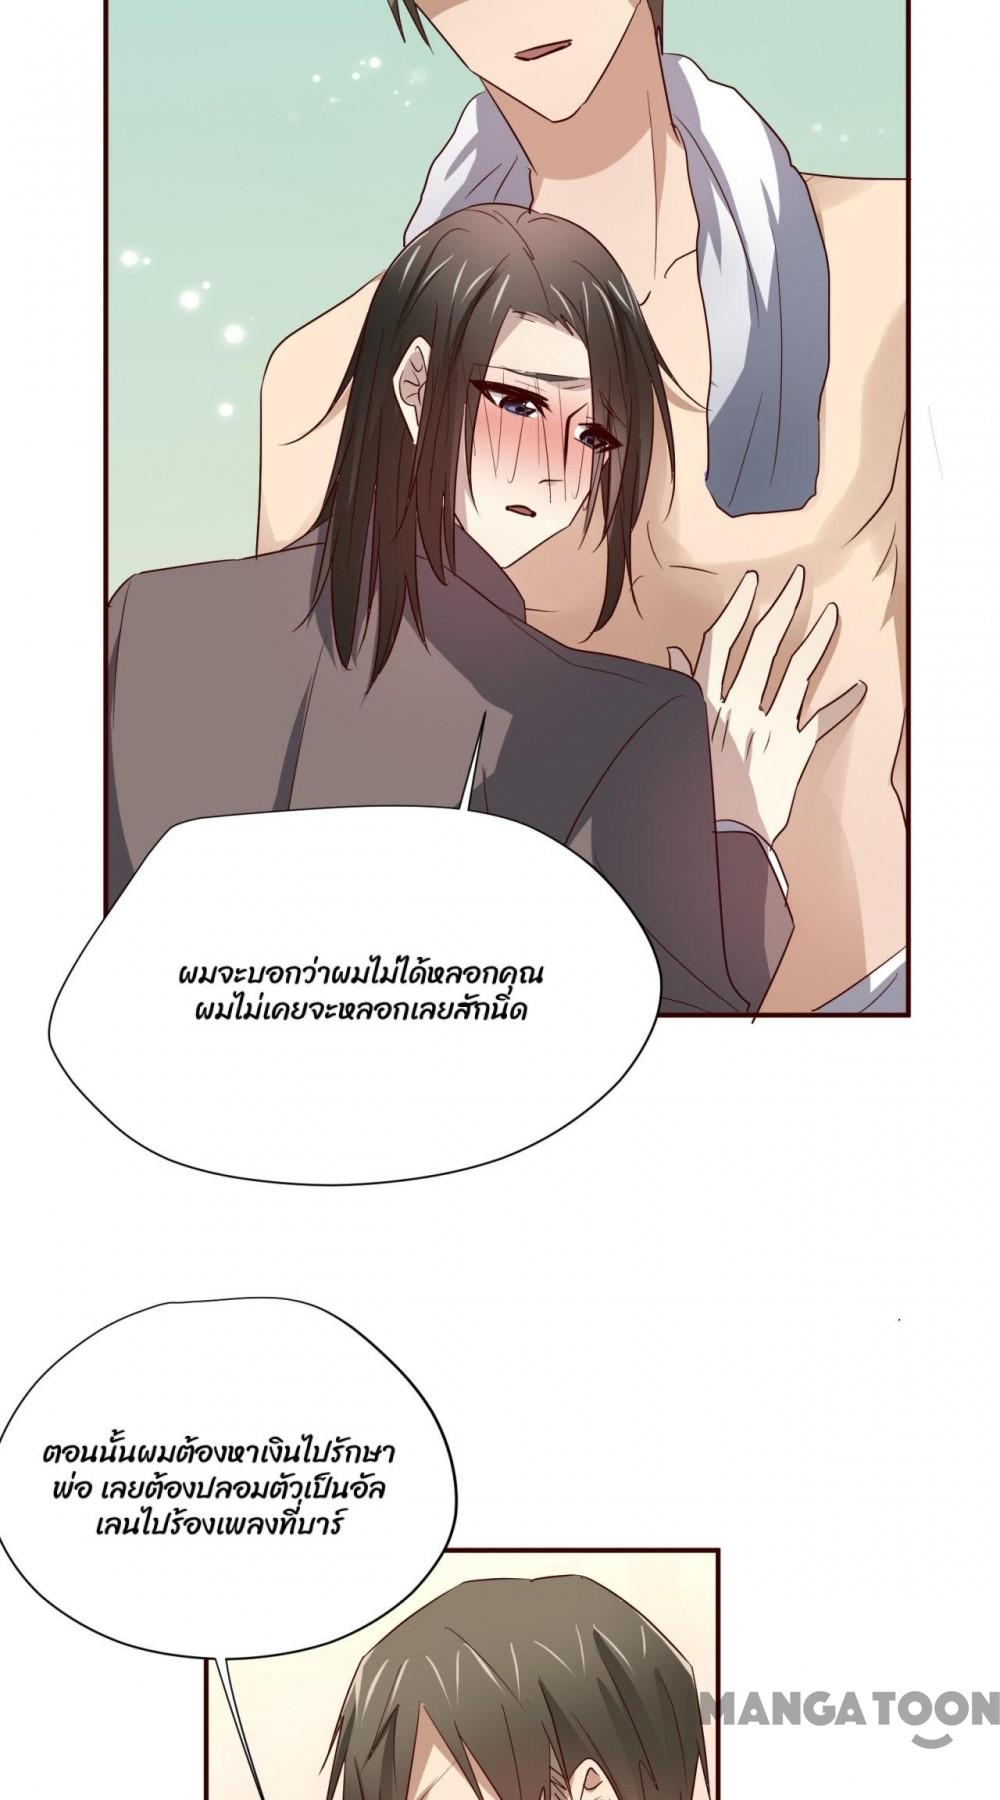 ผมจะบอกว่าผมไม่ได้หลอกคุณ
ผมไม่เคยจะหลอกเลยสักนิด
ตอนนั้นผมต้องหาเงินไปรักษา
พ่อ เลยต้องปลอมตัวเป็นอัล
เลนไปร้องเพลงที่บาร์
MANGATOON